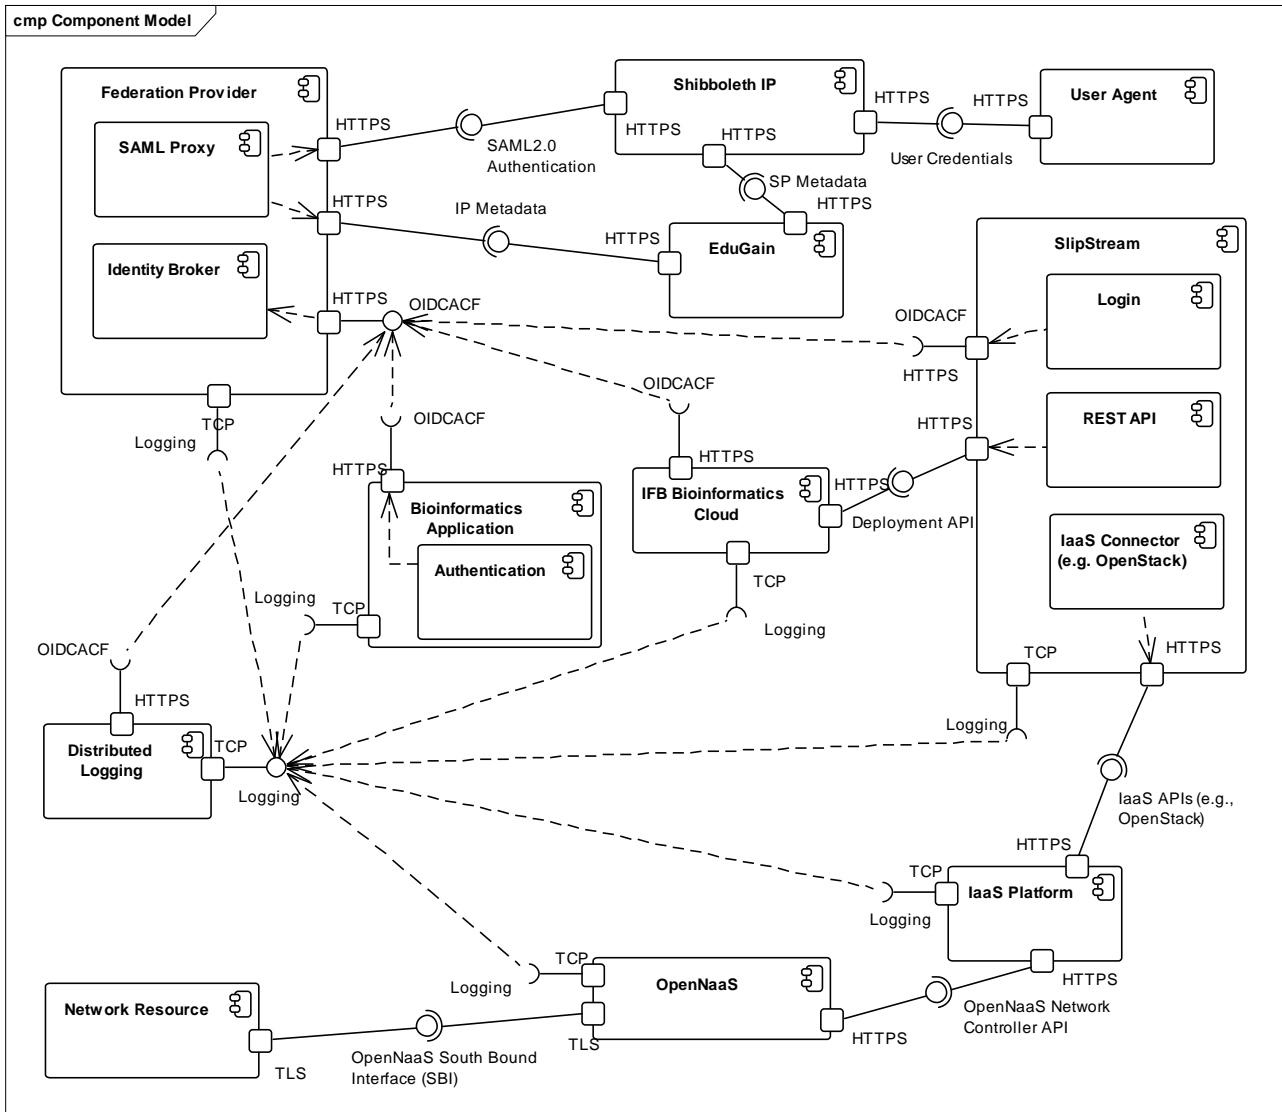 cmp Component Model
Federation Provider
SAML Proxy
Identity Broker
HTTPS
SAML2.0
Authentication
HTTPS
IP Metadata
HTTPS
OIDCACF
TCP
Logging
Shibboleth IP
HTTPS
HTTPS
HTTPS
User Credentials
HTTPS
User Agent
SP Metadata
HTTPS
HTTPS
EduGain
SlipStream
Login
OIDCACF
HTTPS
REST API
HTTPS
IaaS Connector
(e.g. OpenStack)
TCP
HTTPS
Logging
OIDCACF
HTTPS
Bioinformatics
Application
Authentication
Logging
TCP
OIDCACF
HTTPS
IFB Bioinformatics
Cloud
HTTPS
Deployment API
TCP
Logging
OIDCACF
HTTPS
Distributed
Logging
TCP
Logging
IaaS APIs (e.g.,
OpenStack)
HTTPS
TCP
IaaS Platform
Logging
HTTPS
TCP
Logging
OpenNaaS
HTTPS
OpenNaaS Network
Controller API
TLS
Network Resource
TLS
OpenNaaS South Bound
Interface (SBI)